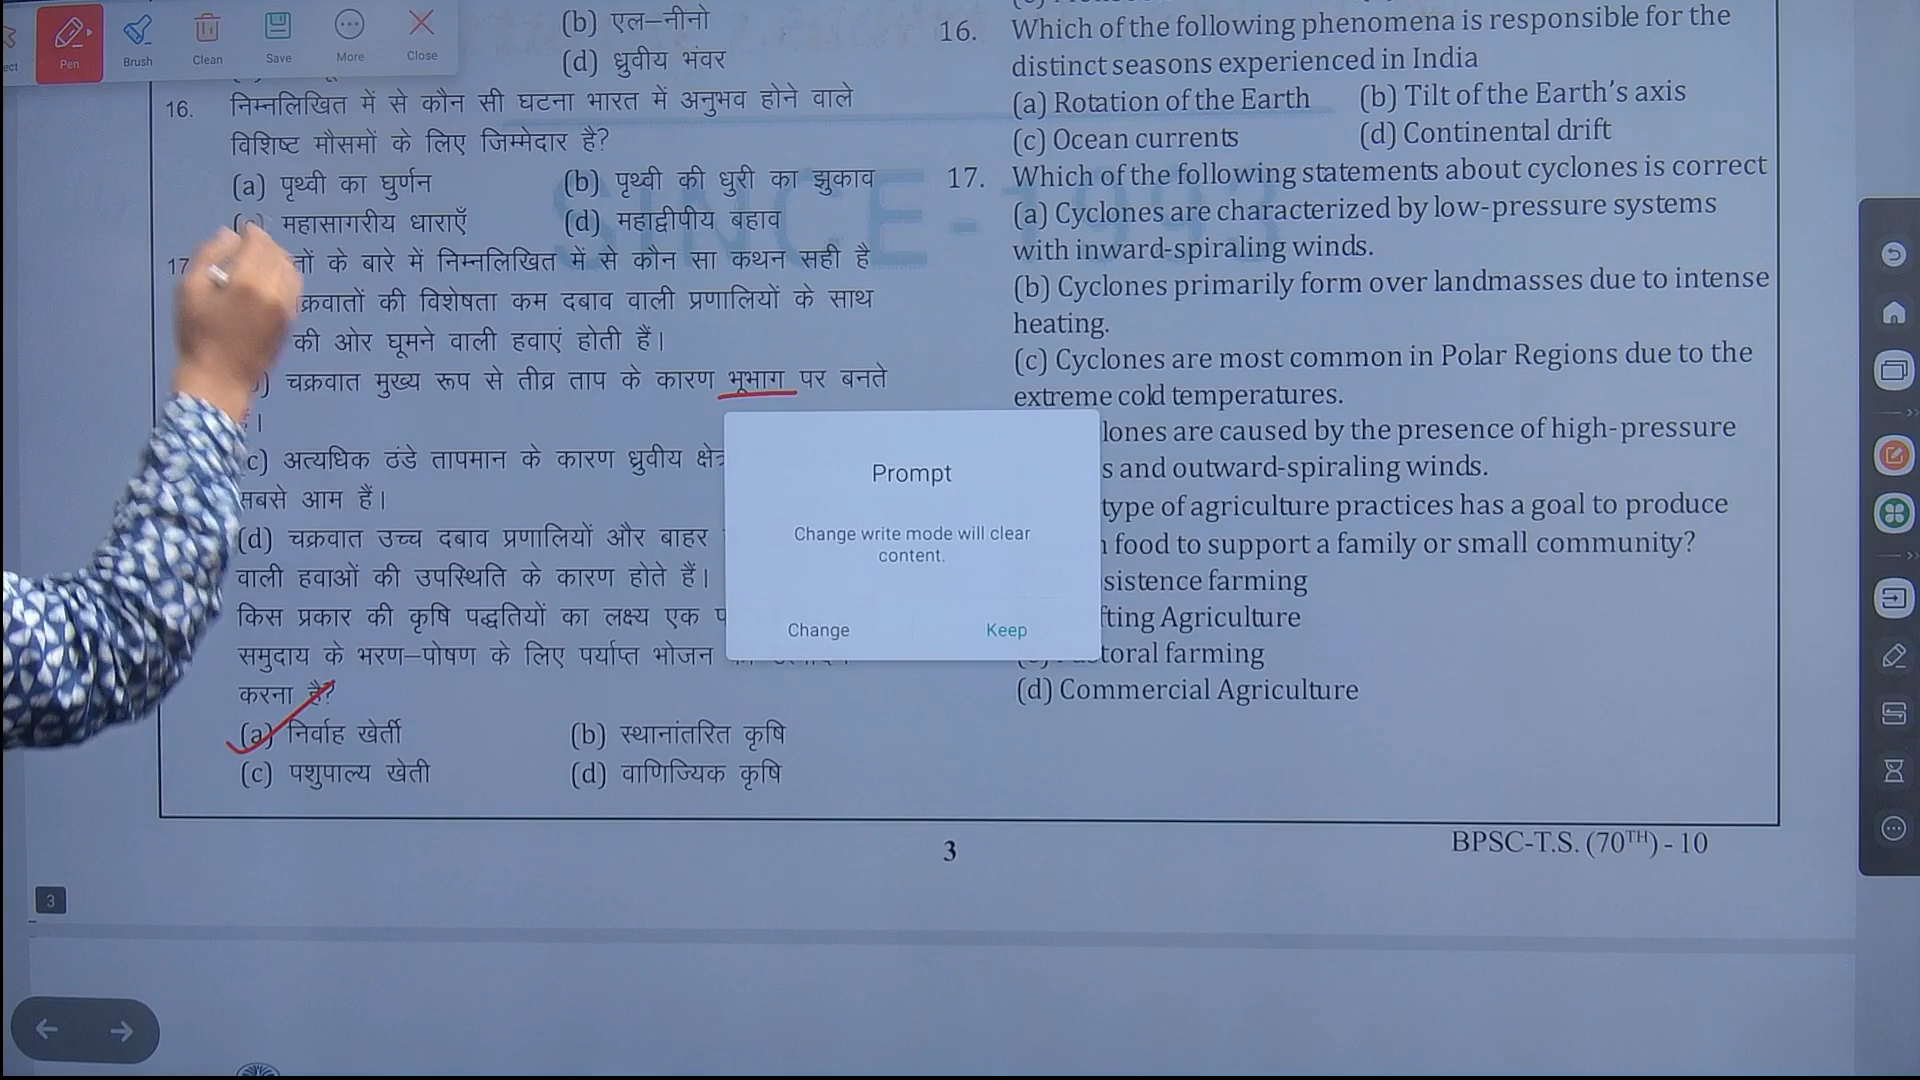 Pen
Brush
Clean
Save
More
Close
(b) एल–नीनो
(d) ध्रुवीय भंवर
16. निम्नलिखित में से कौन सी घटना भारत में अनुभव होने वाले
विशिष्ट मौसमों के लिए जिम्मेदार है?
(a) पृथ्वी का घुर्णन (b) पृथ्वी की धुरी का झुकाव
महासागरीय धाराएँ (d) महाद्वीपीय बहाव
17 के बारे में निम्नलिखित में से कौन सा कथन सही है
की विशेषता कम दबाव वाली प्रणालियों के साथ
की ओर घूमने वाली हवाएं होती हैं।
चक्रवात मुख्य रूप से तीव्र ताप के कारण भूभाग पर बनते
(c) अत्यधिक ठंडे तापमान के कारण ध्रुवीय
सबसे आम हैं।
(d) चक्रवात उच्च दबाव प्रणालियों और बाहर
वाली हवाओं की उपस्थिति के कारण होते हैं।
किस प्रकार की कृषि पद्धतियों का लक्ष्य एक
समुदाय के भरण–पोषण के लिए पर्याप्त भोजन
करना है?
(a) निर्वाह खेर्ती (b) स्थानांतरित कृषि
(c) पशुपाल्य खेती (d) वाणिज्यिक कृषि
16. Which of the following phenomena is responsible for the
distinct seasons experienced in India
(a) Rotation of the Earth (b) Tilt of the Earth's axis
(c) Ocean currents (d) Continental drift
17. Which of the following statements about cyclones is correct
(a) Cyclones are characterized by low-pressure systems
with inward-spiraling winds.
(b) Cyclones primarily form over landmasses due to intense
heating.
(c) Cyclones are most common in Polar Regions due to the
extreme cold temperatures.
are caused by the presence of high-pressure
and outward-spiraling winds.
type of agriculture practices has a goal to produce
food to support a family or small community?
farming
Agriculture
farming
(d) Commercial Agriculture
Prompt
Change write mode will clear
content.
Change Keep
SINCE-1993
3
BPSC-T.S. (70TH) - 10
3